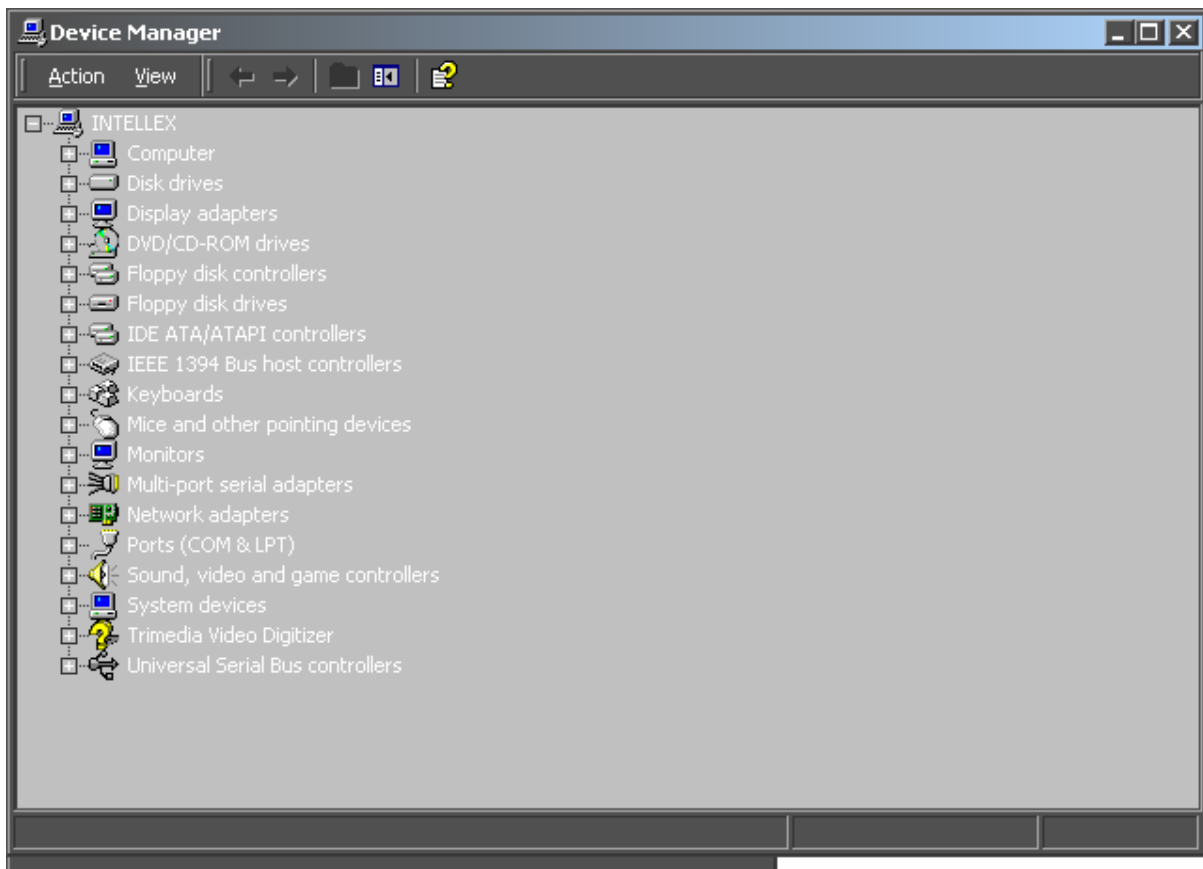 Device Manager
Action View
INTELLEX
Computer
Disk drives
Display adapters
DVD/CD-ROM drives
Floppy disk controllers
Floppy disk drives
IDE ATA/ATAPI controllers
IEEE 1394 Bus host controllers
Keyboards
Mice and other pointing devices
Monitors
Multi-port serial adapters
Network adapters
Ports (COM & LPT)
Sound, video and game controllers
System devices
Trimedia Video Digitizer
Universal Serial Bus controllers